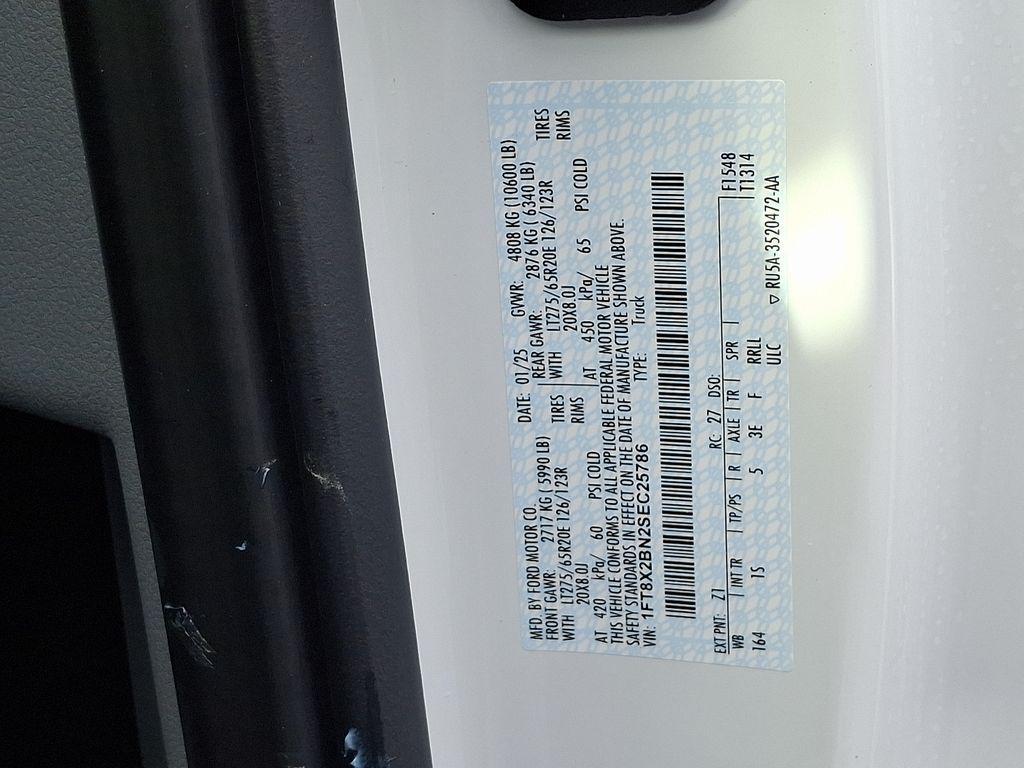 MFD. BY FORD MOTOR CO.
DATE: 01/25 GVWR: 4808 KG (10600 LB)
FRONT GAWR: 2717 KG ( 5990 LB)
REAR GAWR: 2876 KG ( 6340 LB)
WITH LT275/65R20E 126/123R TIRES
WITH LT275/65R20E 126/123R TIRES
20X8.0J RIMS
20X8.0J RIMS
AT 420 kPa/ 60 PSI COLD
AT 450 kPa/ 65 PSI COLD
THIS VEHICLE CONFORMS TO ALL APPLICABLE FEDERAL MOTOR VEHICLE
SAFETY STANDARDS IN EFFECT ON THE DATE OF MANUFACTURE SHOWN ABOVE.
VIN: 1FT8X2BN2SEC25786 TYPE: Truck
EXT PNT: Z1 RC: 27 DSO: F1548
WB | INT TR | TP/PS | R | AXLE | TR | SPR | T1314
164 1S 5 3E F RRLL
ULC ▽ RU5A-3520472-AA